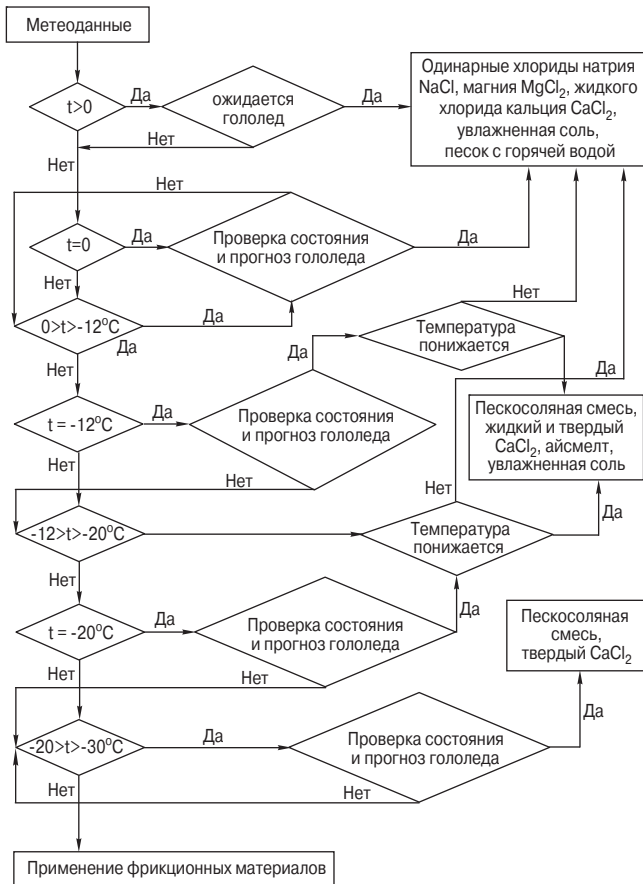 Метеоданные
t>0
Да
ожидается
гололед
Да
Одинарные хлориды натрия
NaCl, магния MgCl2, жидкого
хлорида кальция CaCl2,
увлажненная соль,
песок с горячей водой
Нет
Нет
Нет
t=0
Да
Проверка состояния
и прогноз гололеда
Да
Нет
0>t>-12°C
Да
Да
Нет
Температура
понижается
Нет
Да
Да
t = -12°C
Да
Проверка состояния
и прогноз гололеда
Пескосоляная смесь,
жидкий и твердый
CaCl2, айсмелт,
увлажненная соль
Нет
Нет
Нет
-12>t>-20°C
Температура
понижается
Да
Нет
t = -20°C
Да
Проверка состояния
и прогноз гололеда
Да
Пескосоляная
смесь,
твердый CaCl2
Нет
Нет
-20>t>-30°C
Да
Проверка состояния
и прогноз гололеда
Да
Нет
Нет
Применение фрикционных материалов